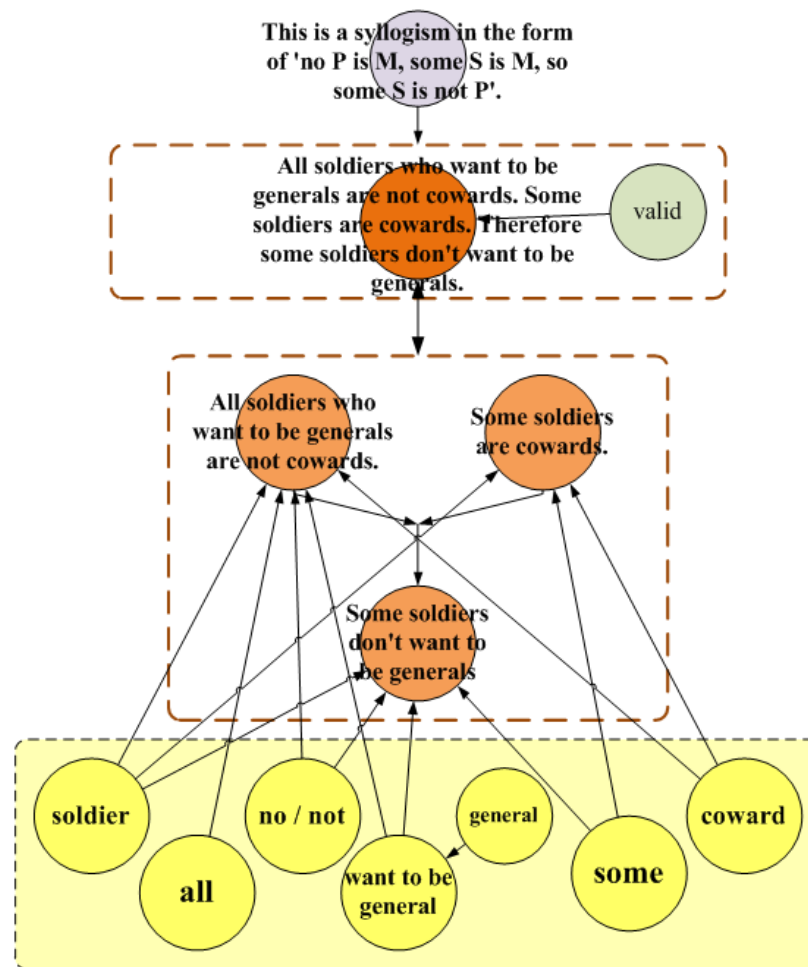 This is a syllogism in the form
of 'no P is M, some S is M, so
some S is not P'.
All soldiers who want to be
generals are not cowards. Some
soldiers are cowards. Therefore
some soldiers don't want to be
generals.
valid
All soldiers who
want to be generals
are not cowards.
Some soldiers
are cowards.
Some soldiers
don't want to
be generals
soldier
no / not
general
coward
all
want to be
general
some